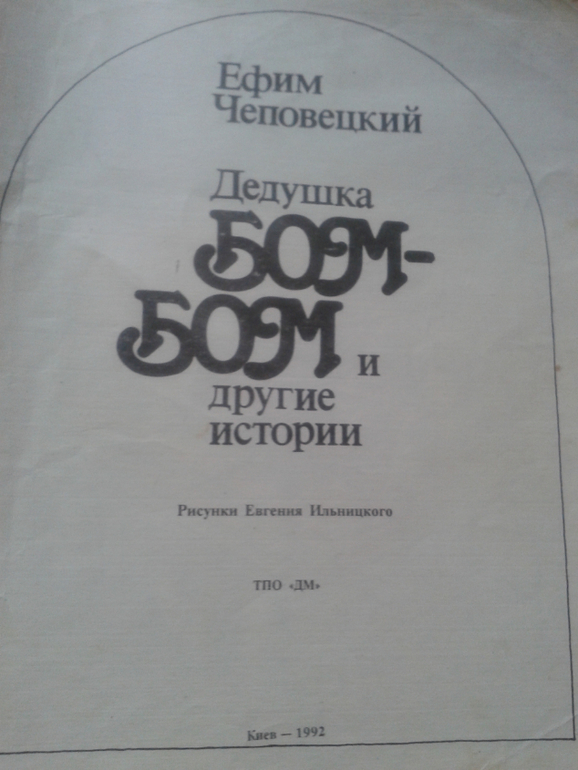 Ефим
Чеповецкий
Дедушка
БОМ-
БОМ и
другие
истории
Рисунки Евгения Ильницкого
ТПО «ДМ»
Киев — 1992